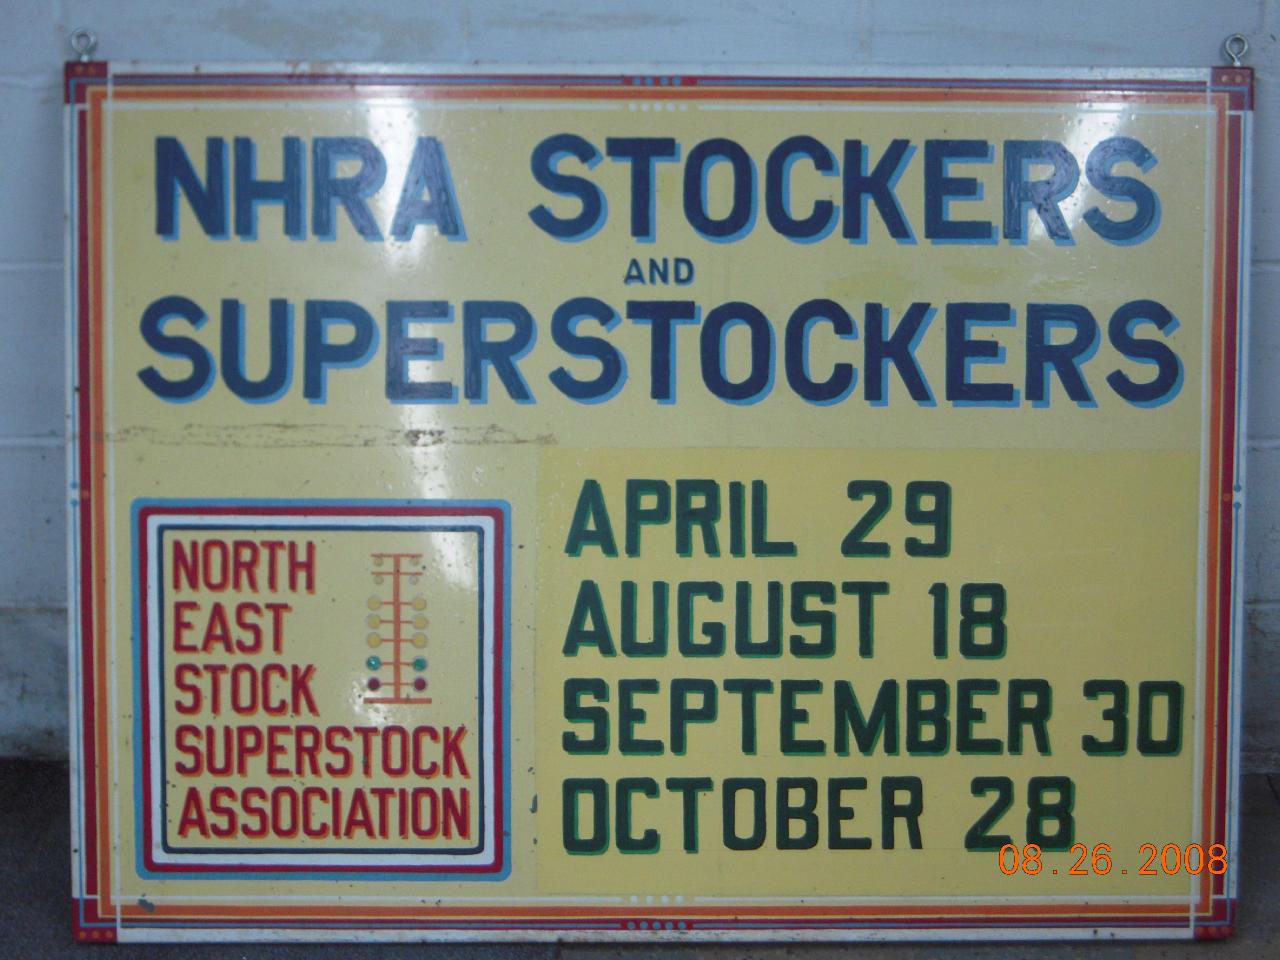 NHRA STOCKERS
AND
SUPERSTOCKERS
NORTH
EAST
STOCK
SUPERSTOCK
ASSOCIATION
APRIL 29
AUGUST 18
SEPTEMBER 30
OCTOBER 28
08.26.2008